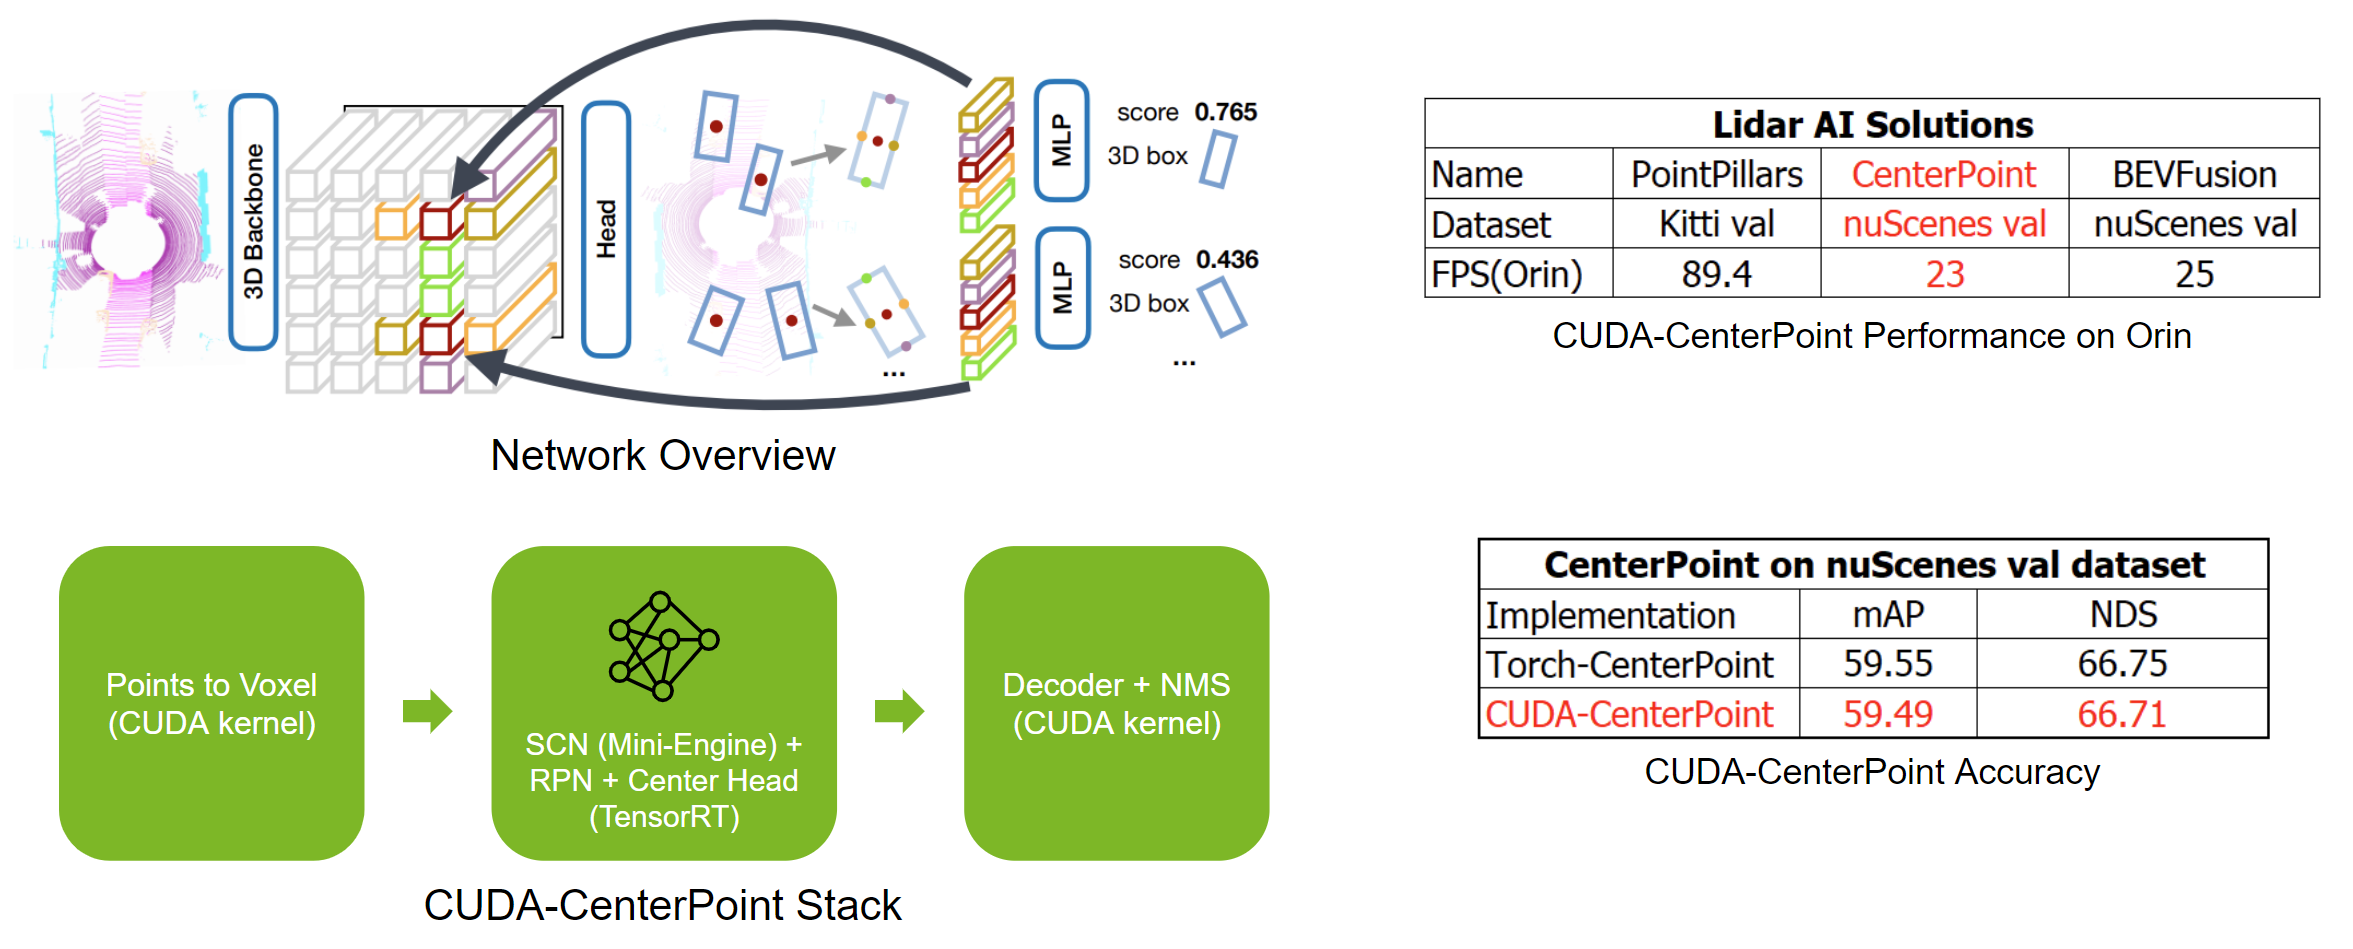 3D Backbone
Head
MLP
score 0.765
3D box
MLP
score 0.436
3D box
...
...
Network Overview
Points to Voxel
(CUDA kernel)
SCN (Mini-Engine) +
RPN + Center Head
(TensorRT)
Decoder + NMS
(CUDA kernel)
CUDA-CenterPoint Stack
Lidar AI Solutions
Name PointPillars CenterPoint BEVFusion
Dataset Kitti val nuScenes val nuScenes val
FPS(Orin) 89.4 23 25
CUDA-CenterPoint Performance on Orin
CenterPoint on nuScenes val dataset
Implementation mAP NDS
Torch-CenterPoint 59.55 66.75
CUDA-CenterPoint 59.49 66.71
CUDA-CenterPoint Accuracy